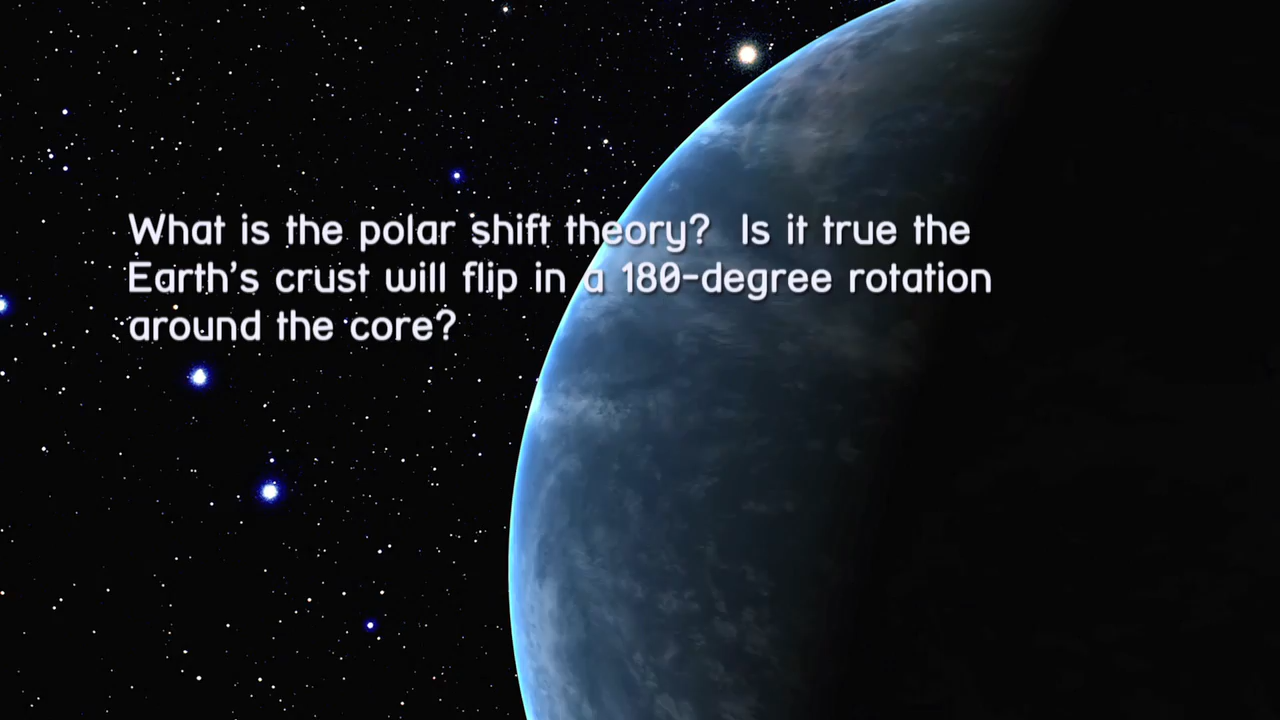 What is the polar shift theory?  Is it true the
Earth's crust will flip in a 180-degree rotation
around the core?